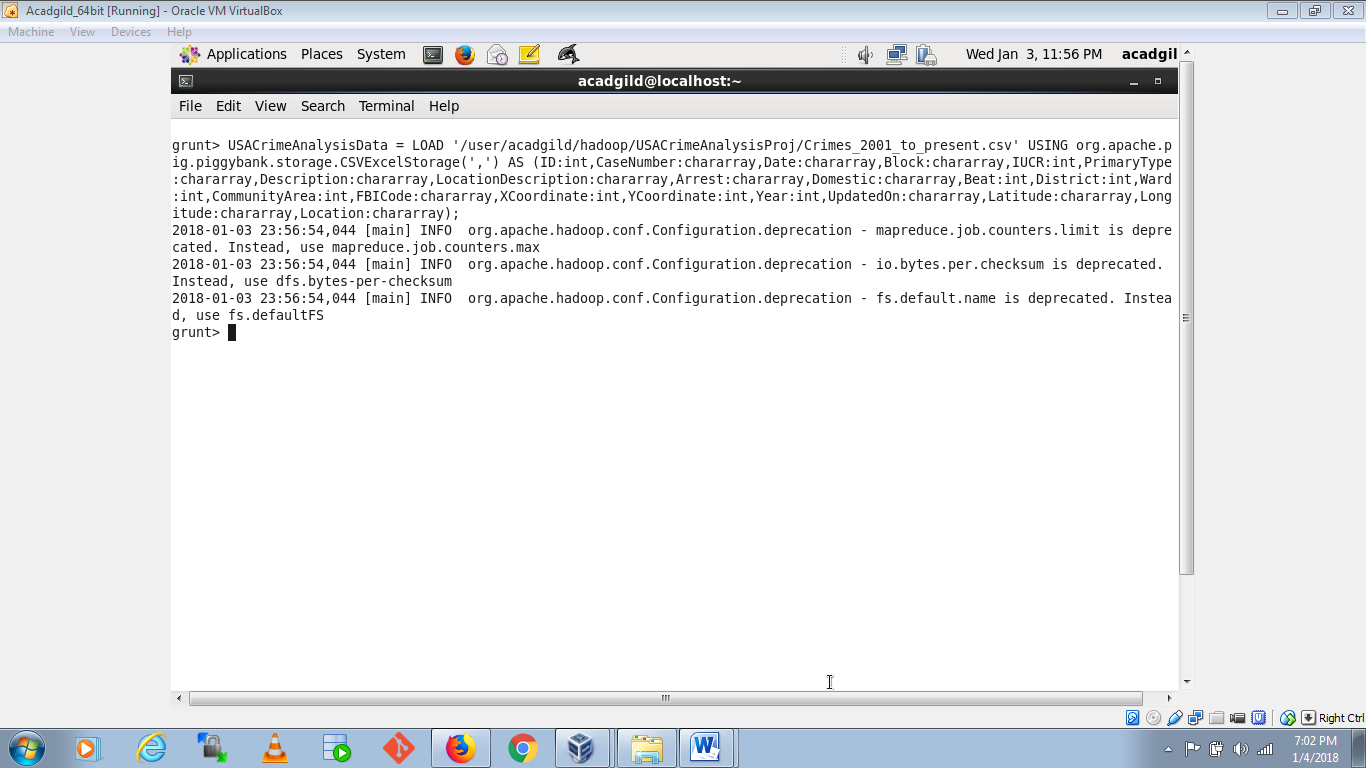 Acadgild_64bit [Running] - Oracle VM VirtualBox
Machine View Devices Help
Applications Places System Wed Jan 3, 11:56 PM acadgil
acadgild@localhost:~
File Edit View Search Terminal Help
grunt> USACrimeAnalysisData = LOAD '/user/acadgild/hadoop/USACrimeAnalysisProj/Crimes_2001_to_present.csv' USING org.apache.p
ig.piggybank.storage.CSVExcelStorage(',') AS (ID:int,CaseNumber:chararray,Date:chararray,Block:chararray,IUCR:int,PrimaryType
:chararray,Description:chararray,LocationDescription:chararray,Arrest:chararray,Domestic:chararray,Beat:int,District:int,Ward
:int,CommunityArea:int,FBICode:chararray,XCoordinate:int,YCoordinate:int,Year:int,UpdatedOn:chararray,Latitude:chararray,Long
itude:chararray,Location:chararray);
2018-01-03 23:56:54,044 [main] INFO  org.apache.hadoop.conf.Configuration.deprecation - mapreduce.job.counters.limit is depre
cated. Instead, use mapreduce.job.counters.max
2018-01-03 23:56:54,044 [main] INFO  org.apache.hadoop.conf.Configuration.deprecation - io.bytes.per.checksum is deprecated.
Instead, use dfs.bytes-per-checksum
2018-01-03 23:56:54,044 [main] INFO  org.apache.hadoop.conf.Configuration.deprecation - fs.default.name is deprecated. Instea
d, use fs.defaultFS
grunt>
Right Ctrl
7:02 PM
1/4/2018